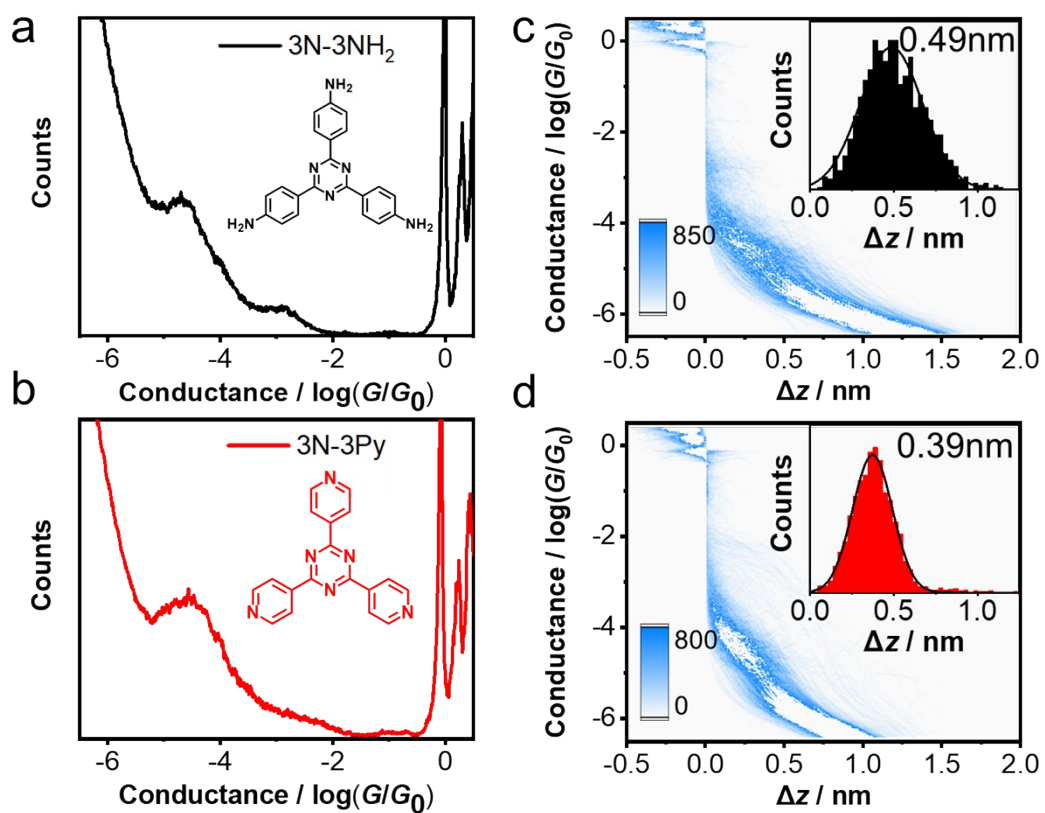 a
3N-3NH2
NH2
N
N
N
H2N
NH2
Counts
-6
-4
-2
0
Conductance / log(G/G0)
b
3N-3Py
N
N
N
N
N
N
Counts
-6
-4
-2
0
Conductance / log(G/G0)
c
0.49nm
Counts
0.0
0.5
1.0
Δz / nm
850
0
Conductance / log(G/G0)
0
-2
-4
-6
-0.5
0.0
0.5
1.0
1.5
2.0
Δz / nm
d
0.39nm
Counts
0.0
0.5
1.0
Δz / nm
800
0
Conductance / log(G/G0)
0
-2
-4
-6
-0.5
0.0
0.5
1.0
1.5
2.0
Δz / nm